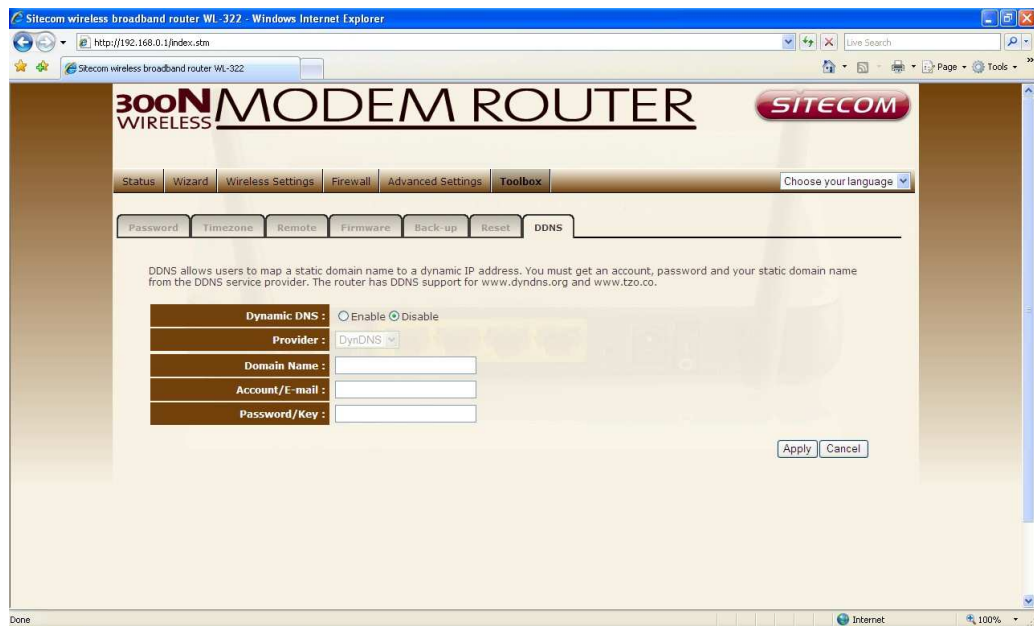 Sitecom wireless broadband router WL-322 - Windows Internet Explorer
http://192.168.0.1/index.stm
Live Search
Sitecom wireless broadband router WL-322
Page
Tools
300N MODEM ROUTER
WIRELESS
SITECOM
Status Wizard Wireless Settings Firewall Advanced Settings Toolbox
Choose your language
Password Timezone Remote Firmware Back-up Reset DDNS
DDNS allows users to map a static domain name to a dynamic IP address. You must get an account, password and your static domain name
from the DDNS service provider. The router has DDNS support for www.dyndns.org and www.tzo.co.
Dynamic DNS : Enable Disable
Provider : DynDNS
Domain Name :
Account/E-mail :
Password/Key :
Apply Cancel
Done
Internet
100%